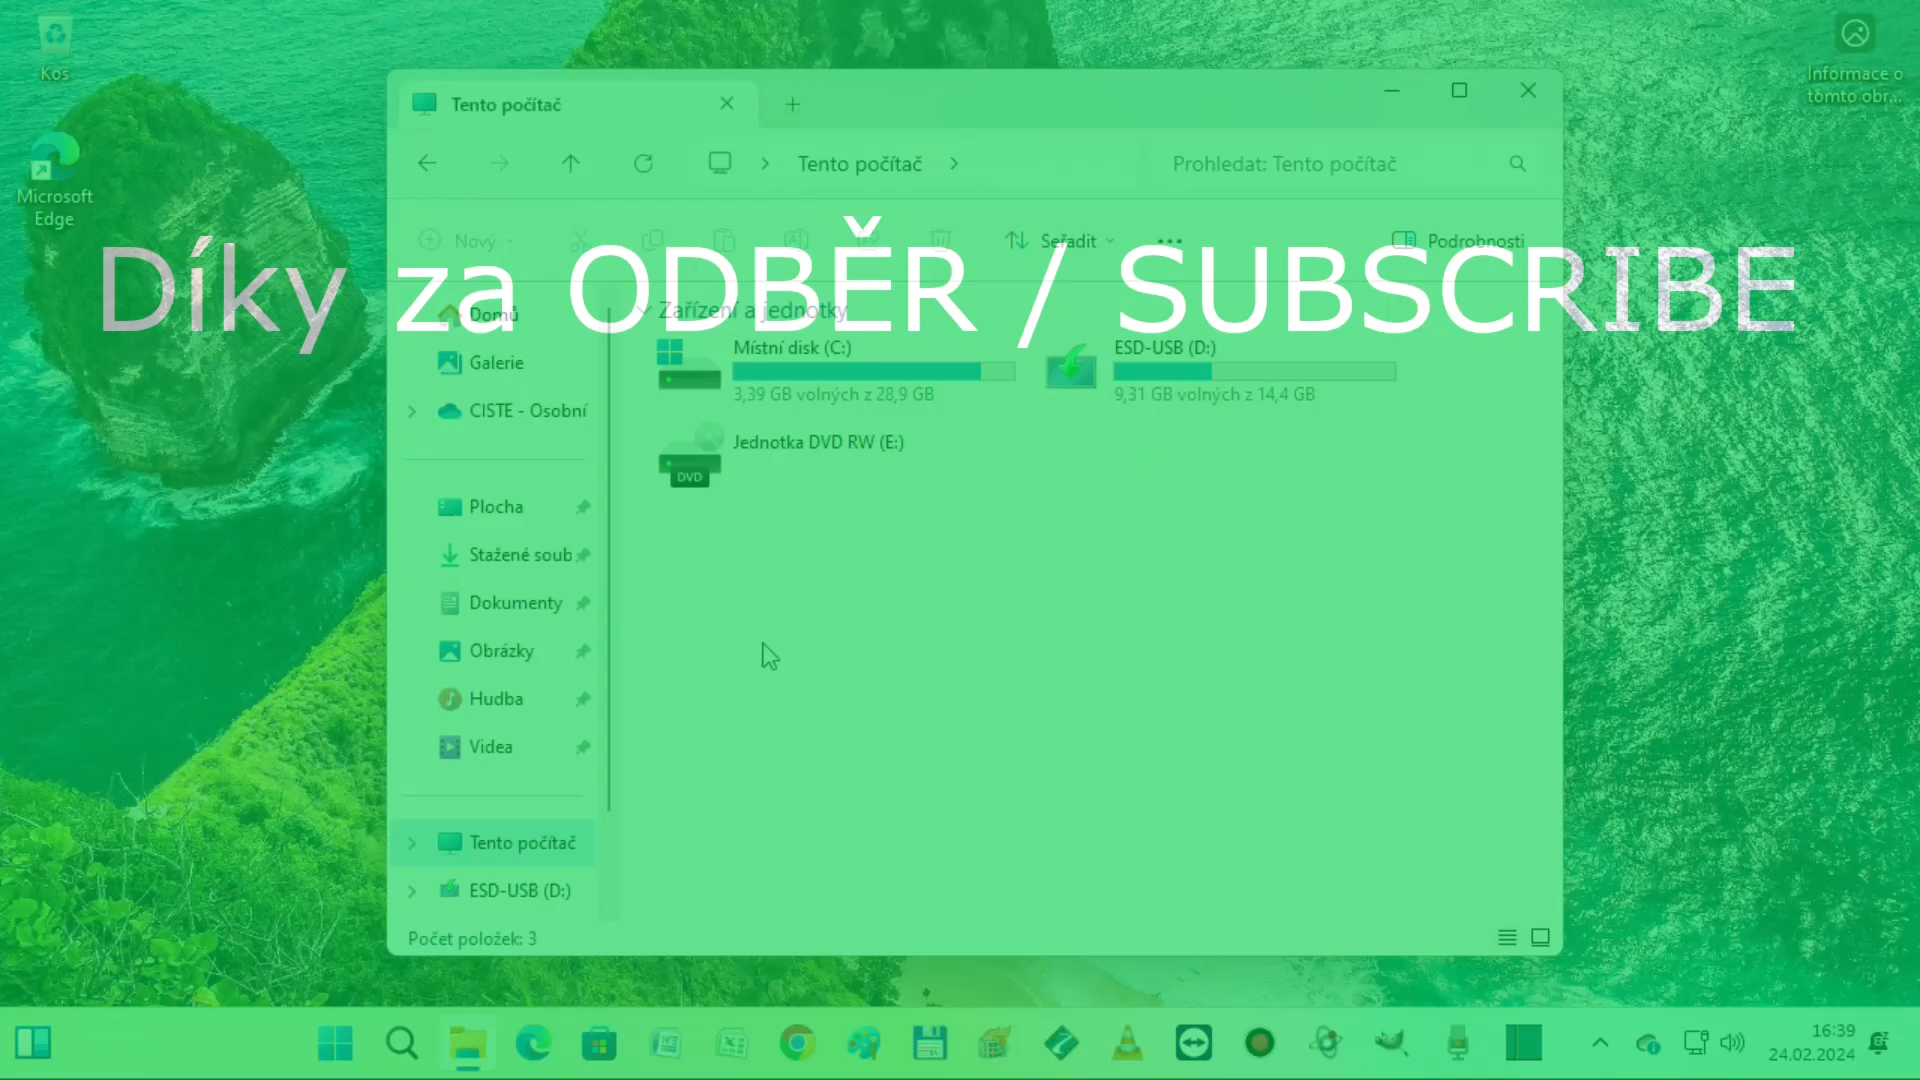 Koš
Informace o
tomto obr...
Tento počítač
Microsoft
Edge
Tento počítač
Prohledat: Tento počítač
Nový
Seřadit
Podrobnosti
Díky za ODBĚR / SUBSCRIBE
Domů
Zařízení a jednotky
Galerie
Místní disk (C:)
3,39 GB volných z 28,9 GB
ESD-USB (D:)
9,31 GB volných z 14,4 GB
CISTE - Osobní
Jednotka DVD RW (E:)
DVD
Plocha
Stažené soub
Dokumenty
Obrázky
Hudba
Videa
Tento počítač
ESD-USB (D:)
Počet položek: 3
16:39
24.02.2024